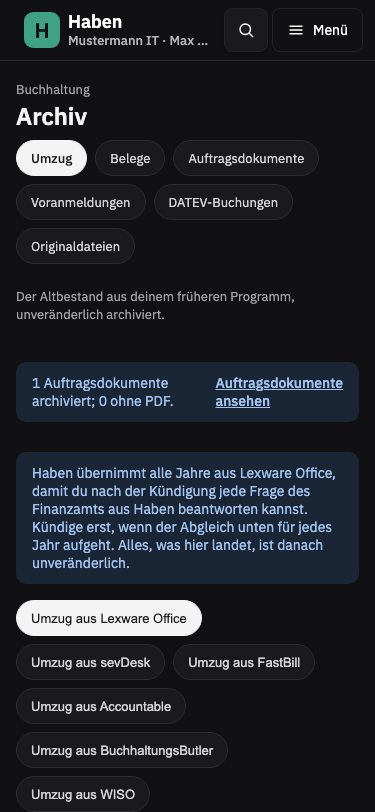 H
Haben
Mustermann IT · Max ...
Menü
Buchhaltung
Archiv
Umzug
Belege
Auftragsdokumente
Voranmeldungen
DATEV-Buchungen
Originaldateien
Der Altbestand aus deinem früheren Programm,
unveränderlich archiviert.
1 Auftragsdokumente
archiviert; 0 ohne PDF.
Auftragsdokumente
ansehen
Haben übernimmt alle Jahre aus Lexware Office,
damit du nach der Kündigung jede Frage des
Finanzamts aus Haben beantworten kannst.
Kündige erst, wenn der Abgleich unten für jedes
Jahr aufgeht. Alles, was hier landet, ist danach
unveränderlich.
Umzug aus Lexware Office
Umzug aus sevDesk
Umzug aus FastBill
Umzug aus Accountable
Umzug aus BuchhaltungsButler
Umzug aus WISO